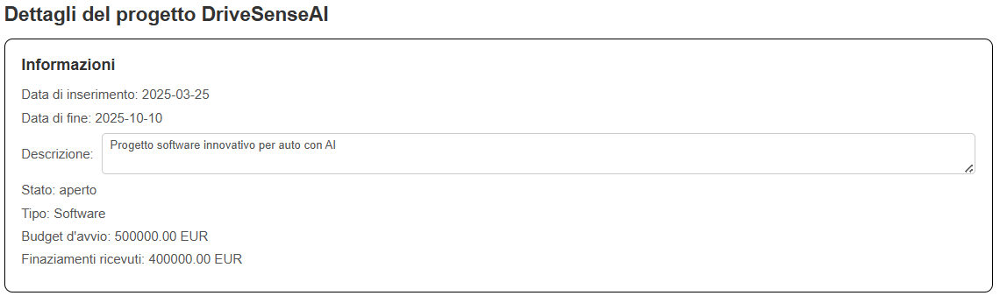 Dettagli del progetto DriveSenseAI
Informazioni
Data di inserimento: 2025-03-25
Data di fine: 2025-10-10
Descrizione: Progetto software innovativo per auto con AI
Stato: aperto
Tipo: Software
Budget d'avvio: 500000.00 EUR
Finaziamenti ricevuti: 400000.00 EUR